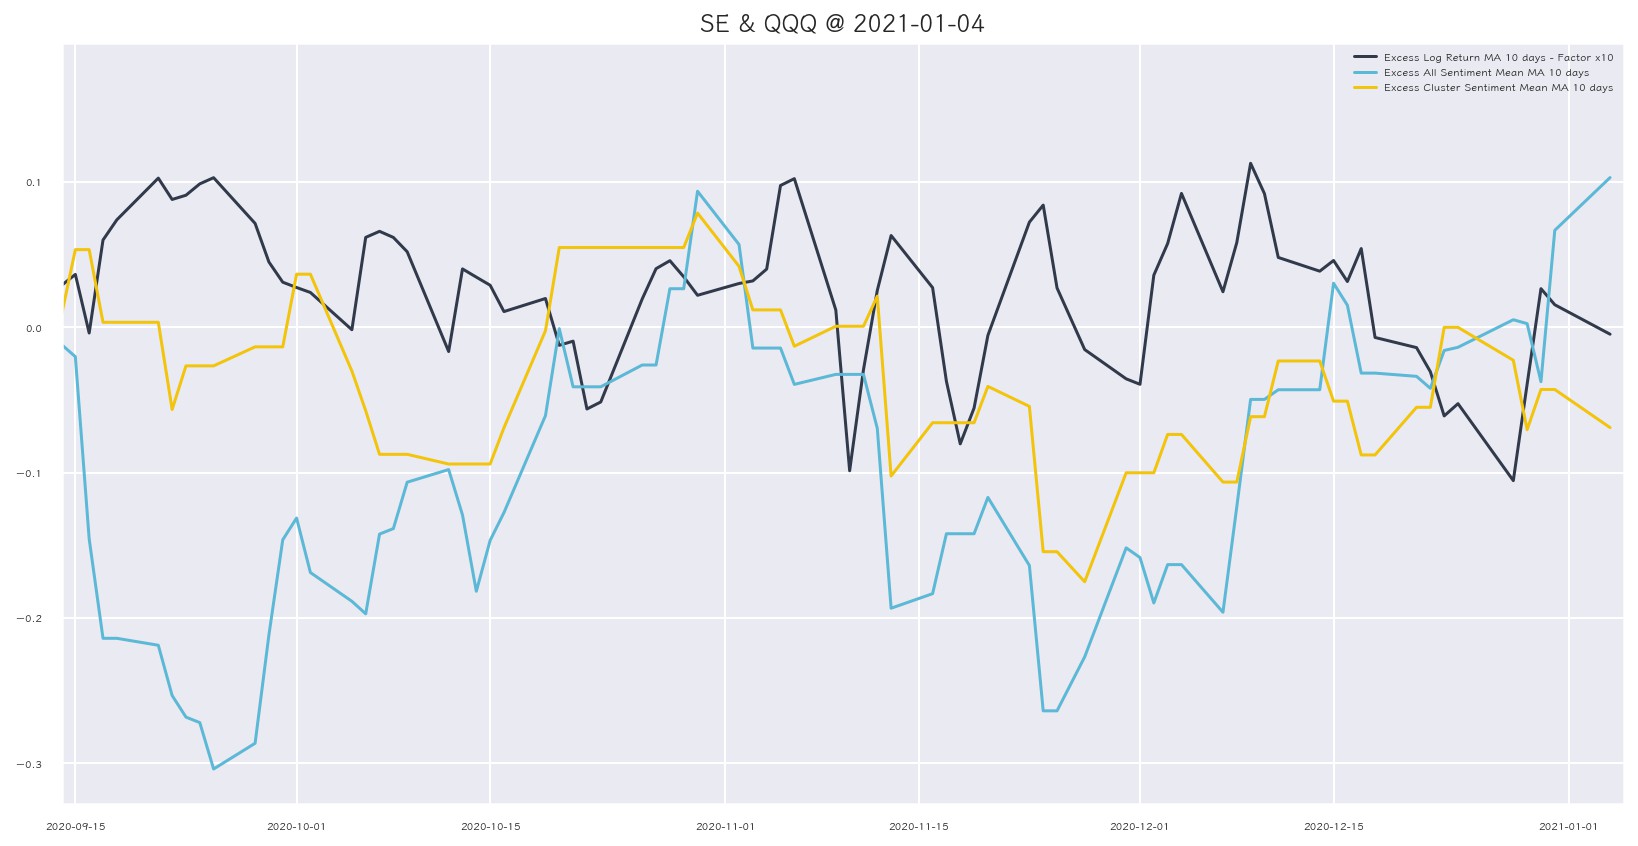 SE & QQQ @ 2021-01-04
Excess Log Return MA 10 days - Factor x10
Excess All Sentiment Mean MA 10 days
Excess Cluster Sentiment Mean MA 10 days
0.1
0.0
−0.1
−0.2
−0.3
2020-09-15 2020-10-01 2020-10-15 2020-11-01 2020-11-15 2020-12-01 2020-12-15 2021-01-01